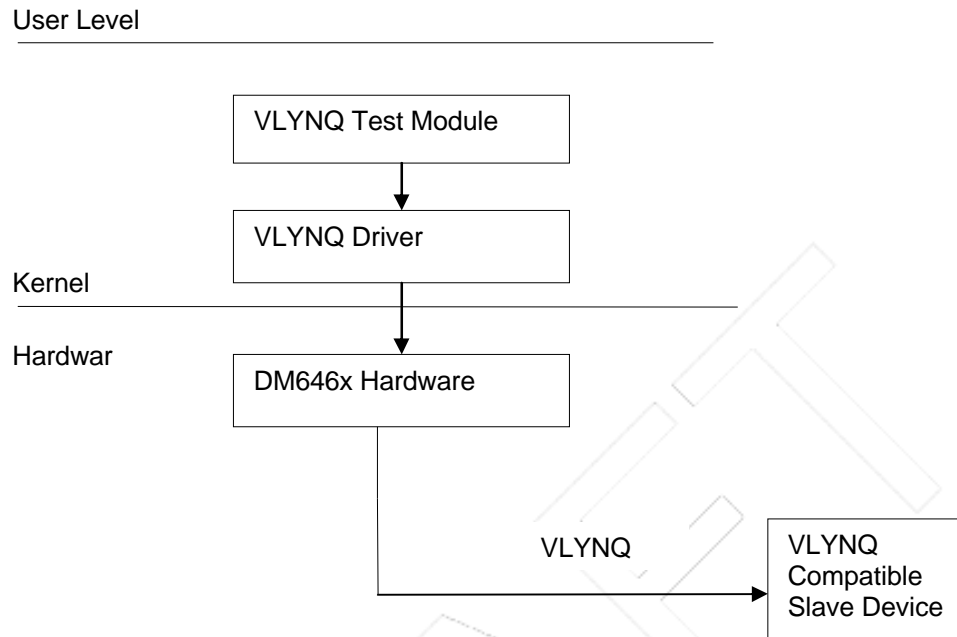 User Level
VLYNQ Test Module
VLYNQ Driver
Kernel
Hardwar
DM646x Hardware
VLYNQ
VLYNQ
Compatible
Slave Device